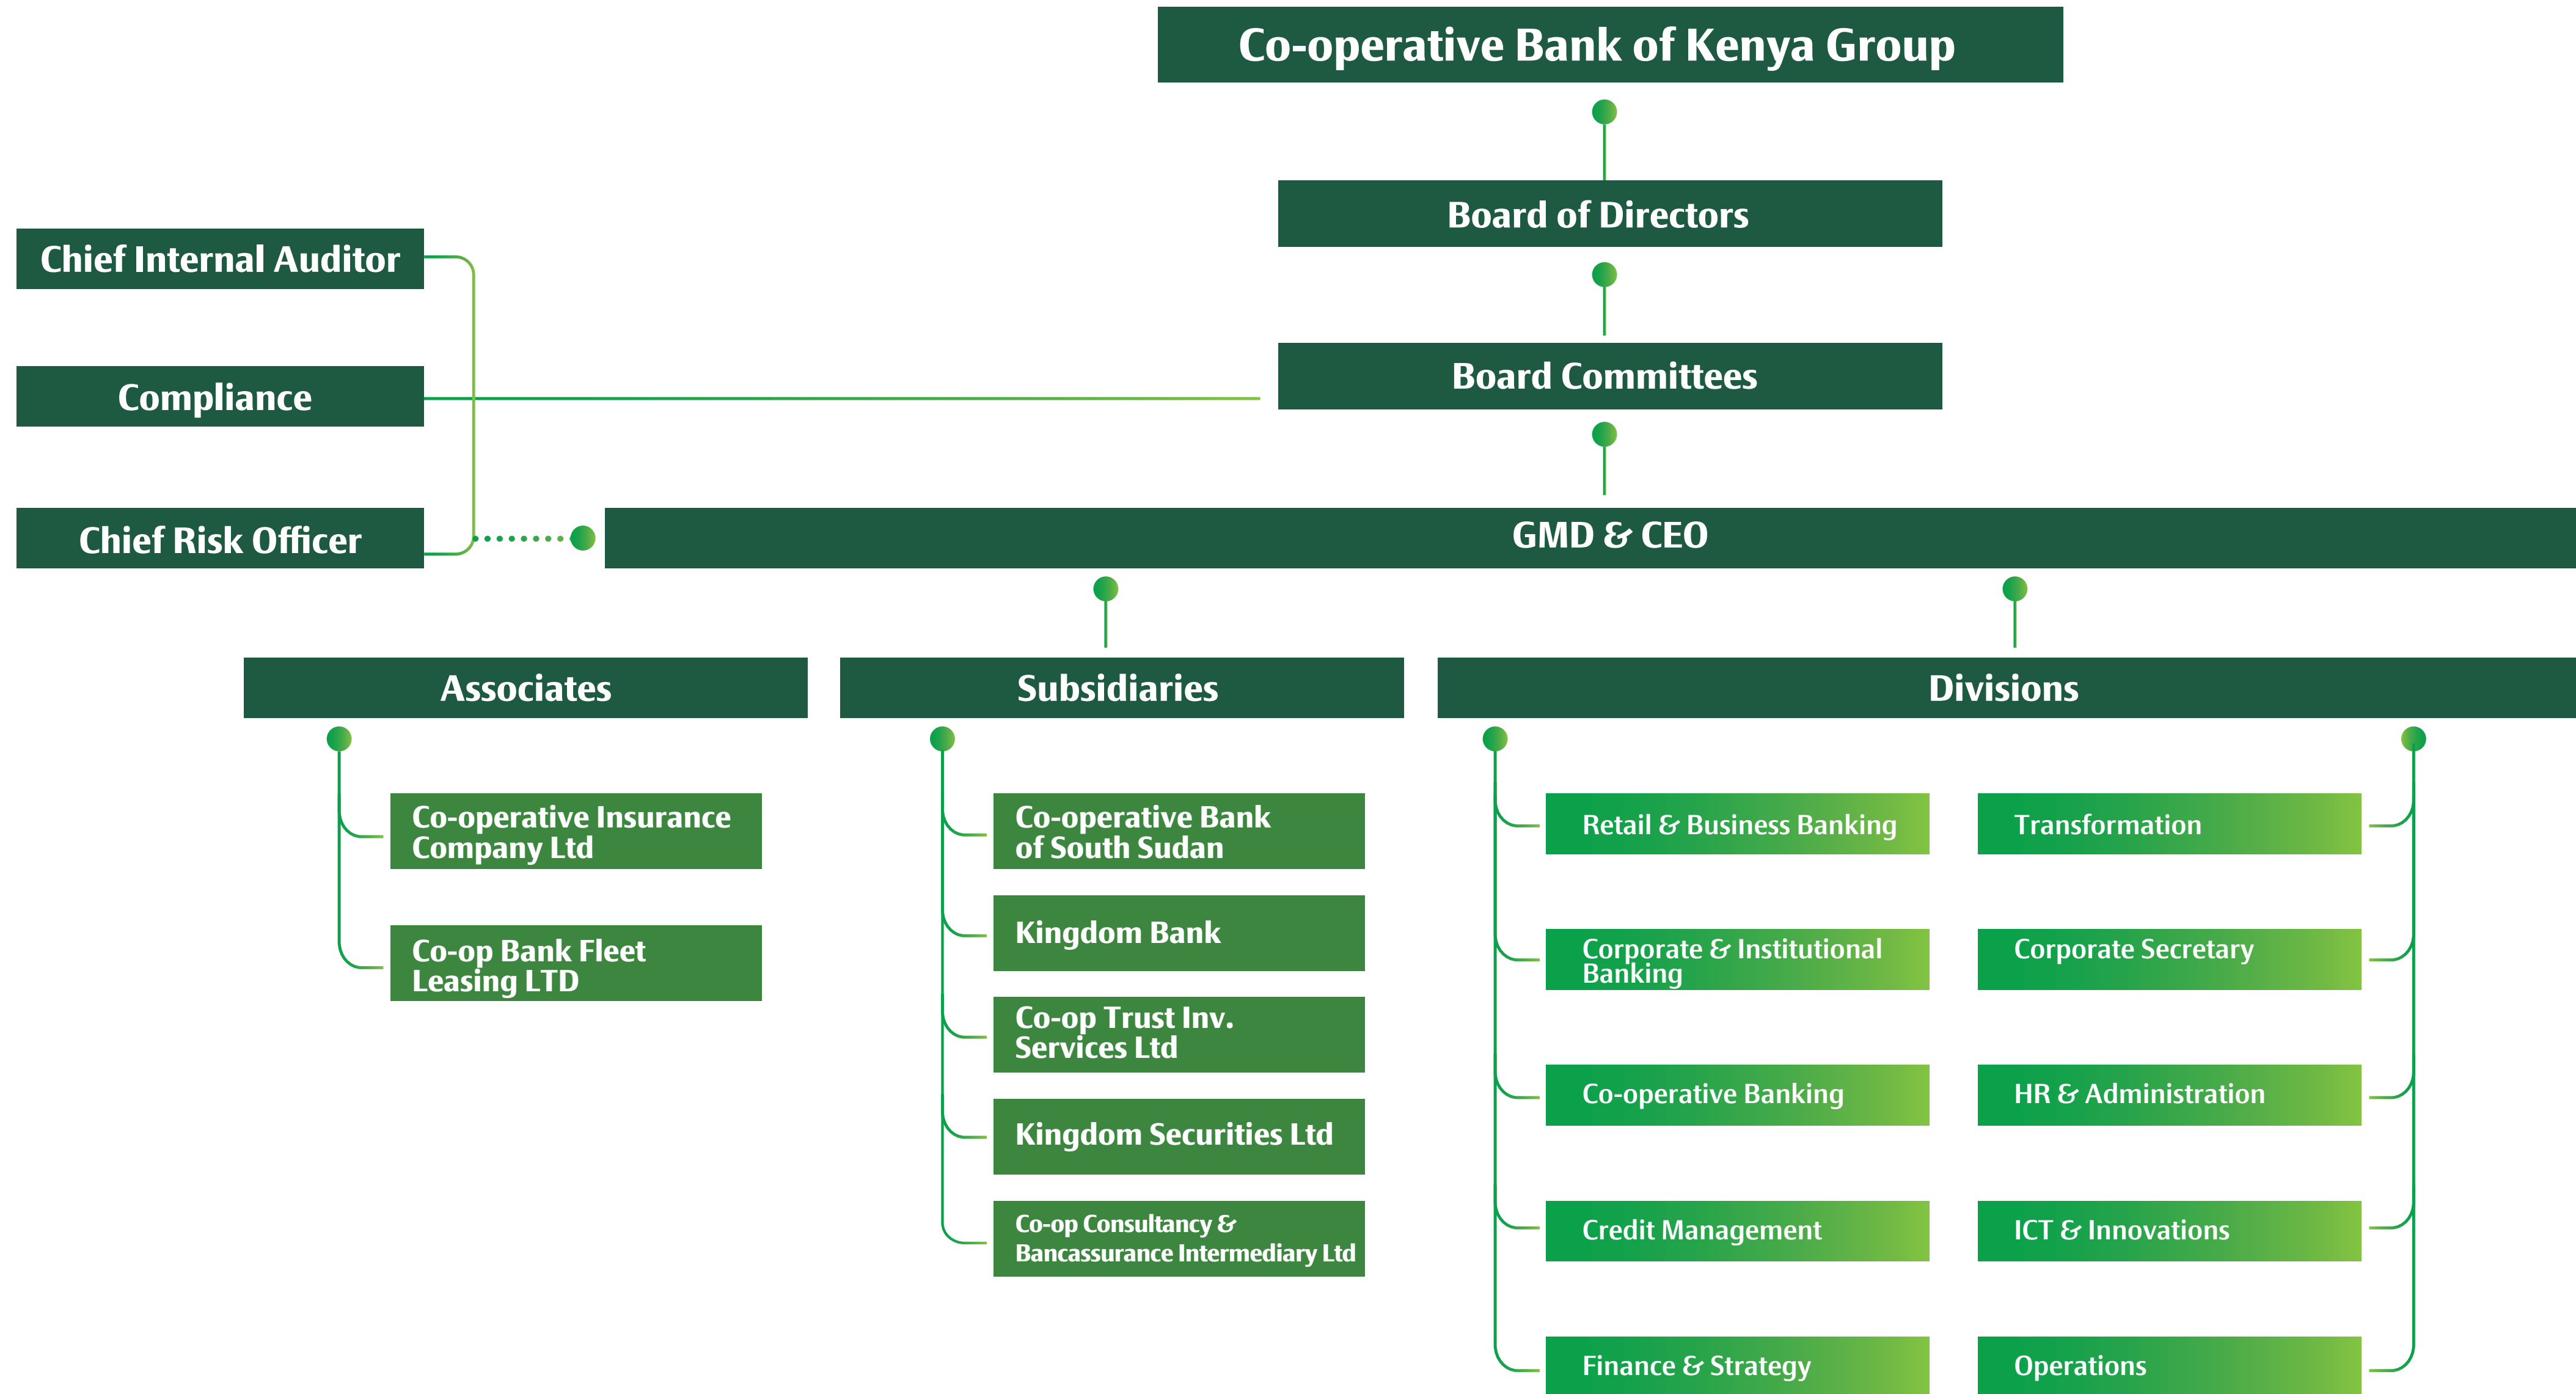 Co-operative Bank of Kenya Group
Board of Directors
Chief Internal Auditor
Board Committees
Compliance
Chief Risk Officer
GMD & CEO
Associates
Subsidiaries
Divisions
Co-operative Insurance
Company Ltd
Co-op Bank Fleet
Leasing LTD
Co-operative Bank
of South Sudan
Kingdom Bank
Co-op Trust Inv.
Services Ltd
Kingdom Securities Ltd
Co-op Consultancy &
Bancassurance Intermediary Ltd
Retail & Business Banking
Corporate & Institutional
Banking
Co-operative Banking
Credit Management
Finance & Strategy
Transformation
Corporate Secretary
HR & Administration
ICT & Innovations
Operations